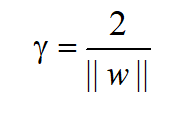 γ = 2 / || w ||